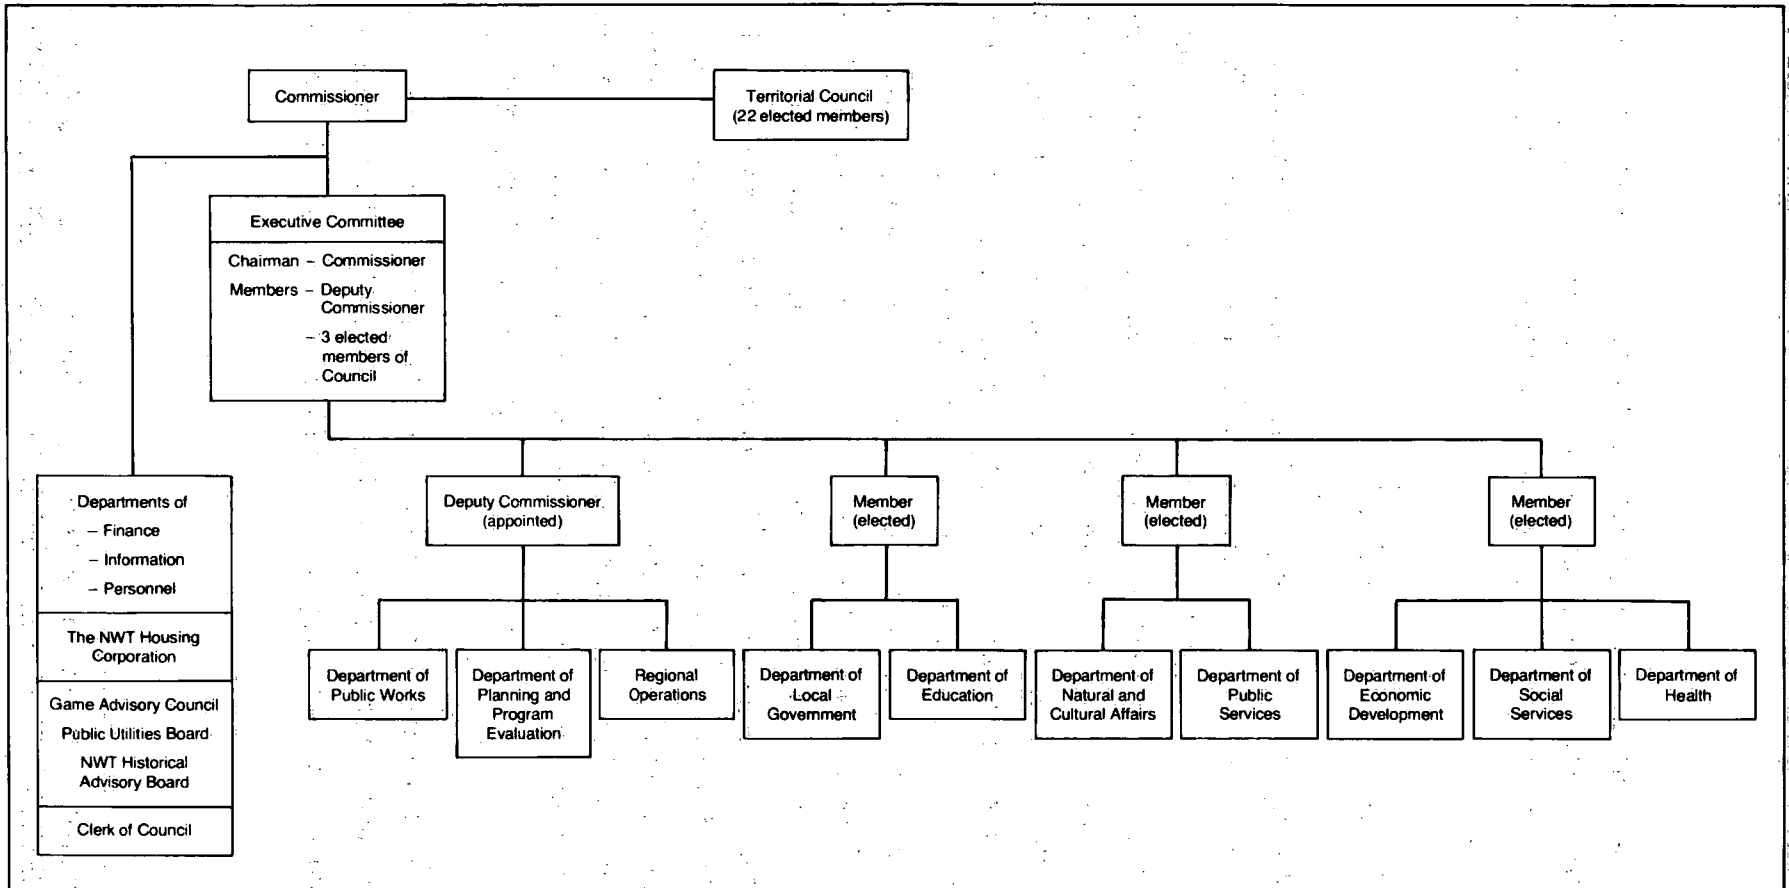 Commissioner
Territorial Council
(22 elected members)
Executive Committee
Chairman – Commissioner
Members – Deputy
Commissioner
– 3 elected
members of
Council
Departments of
– Finance
– Information
– Personnel
The NWT Housing
Corporation
Game Advisory Council
Public Utilities Board
NWT Historical
Advisory Board
Clerk of Council
Deputy Commissioner
(appointed)
Member
(elected)
Member
(elected)
Member
(elected)
Department of
Public Works
Department of
Planning and
Program
Evaluation
Regional
Operations
Department of
Local
Government
Department of
Education
Department of
Natural and
Cultural Affairs
Department of
Public
Services
Department of
Economic
Development
Department of
Social
Services
Department of
Health